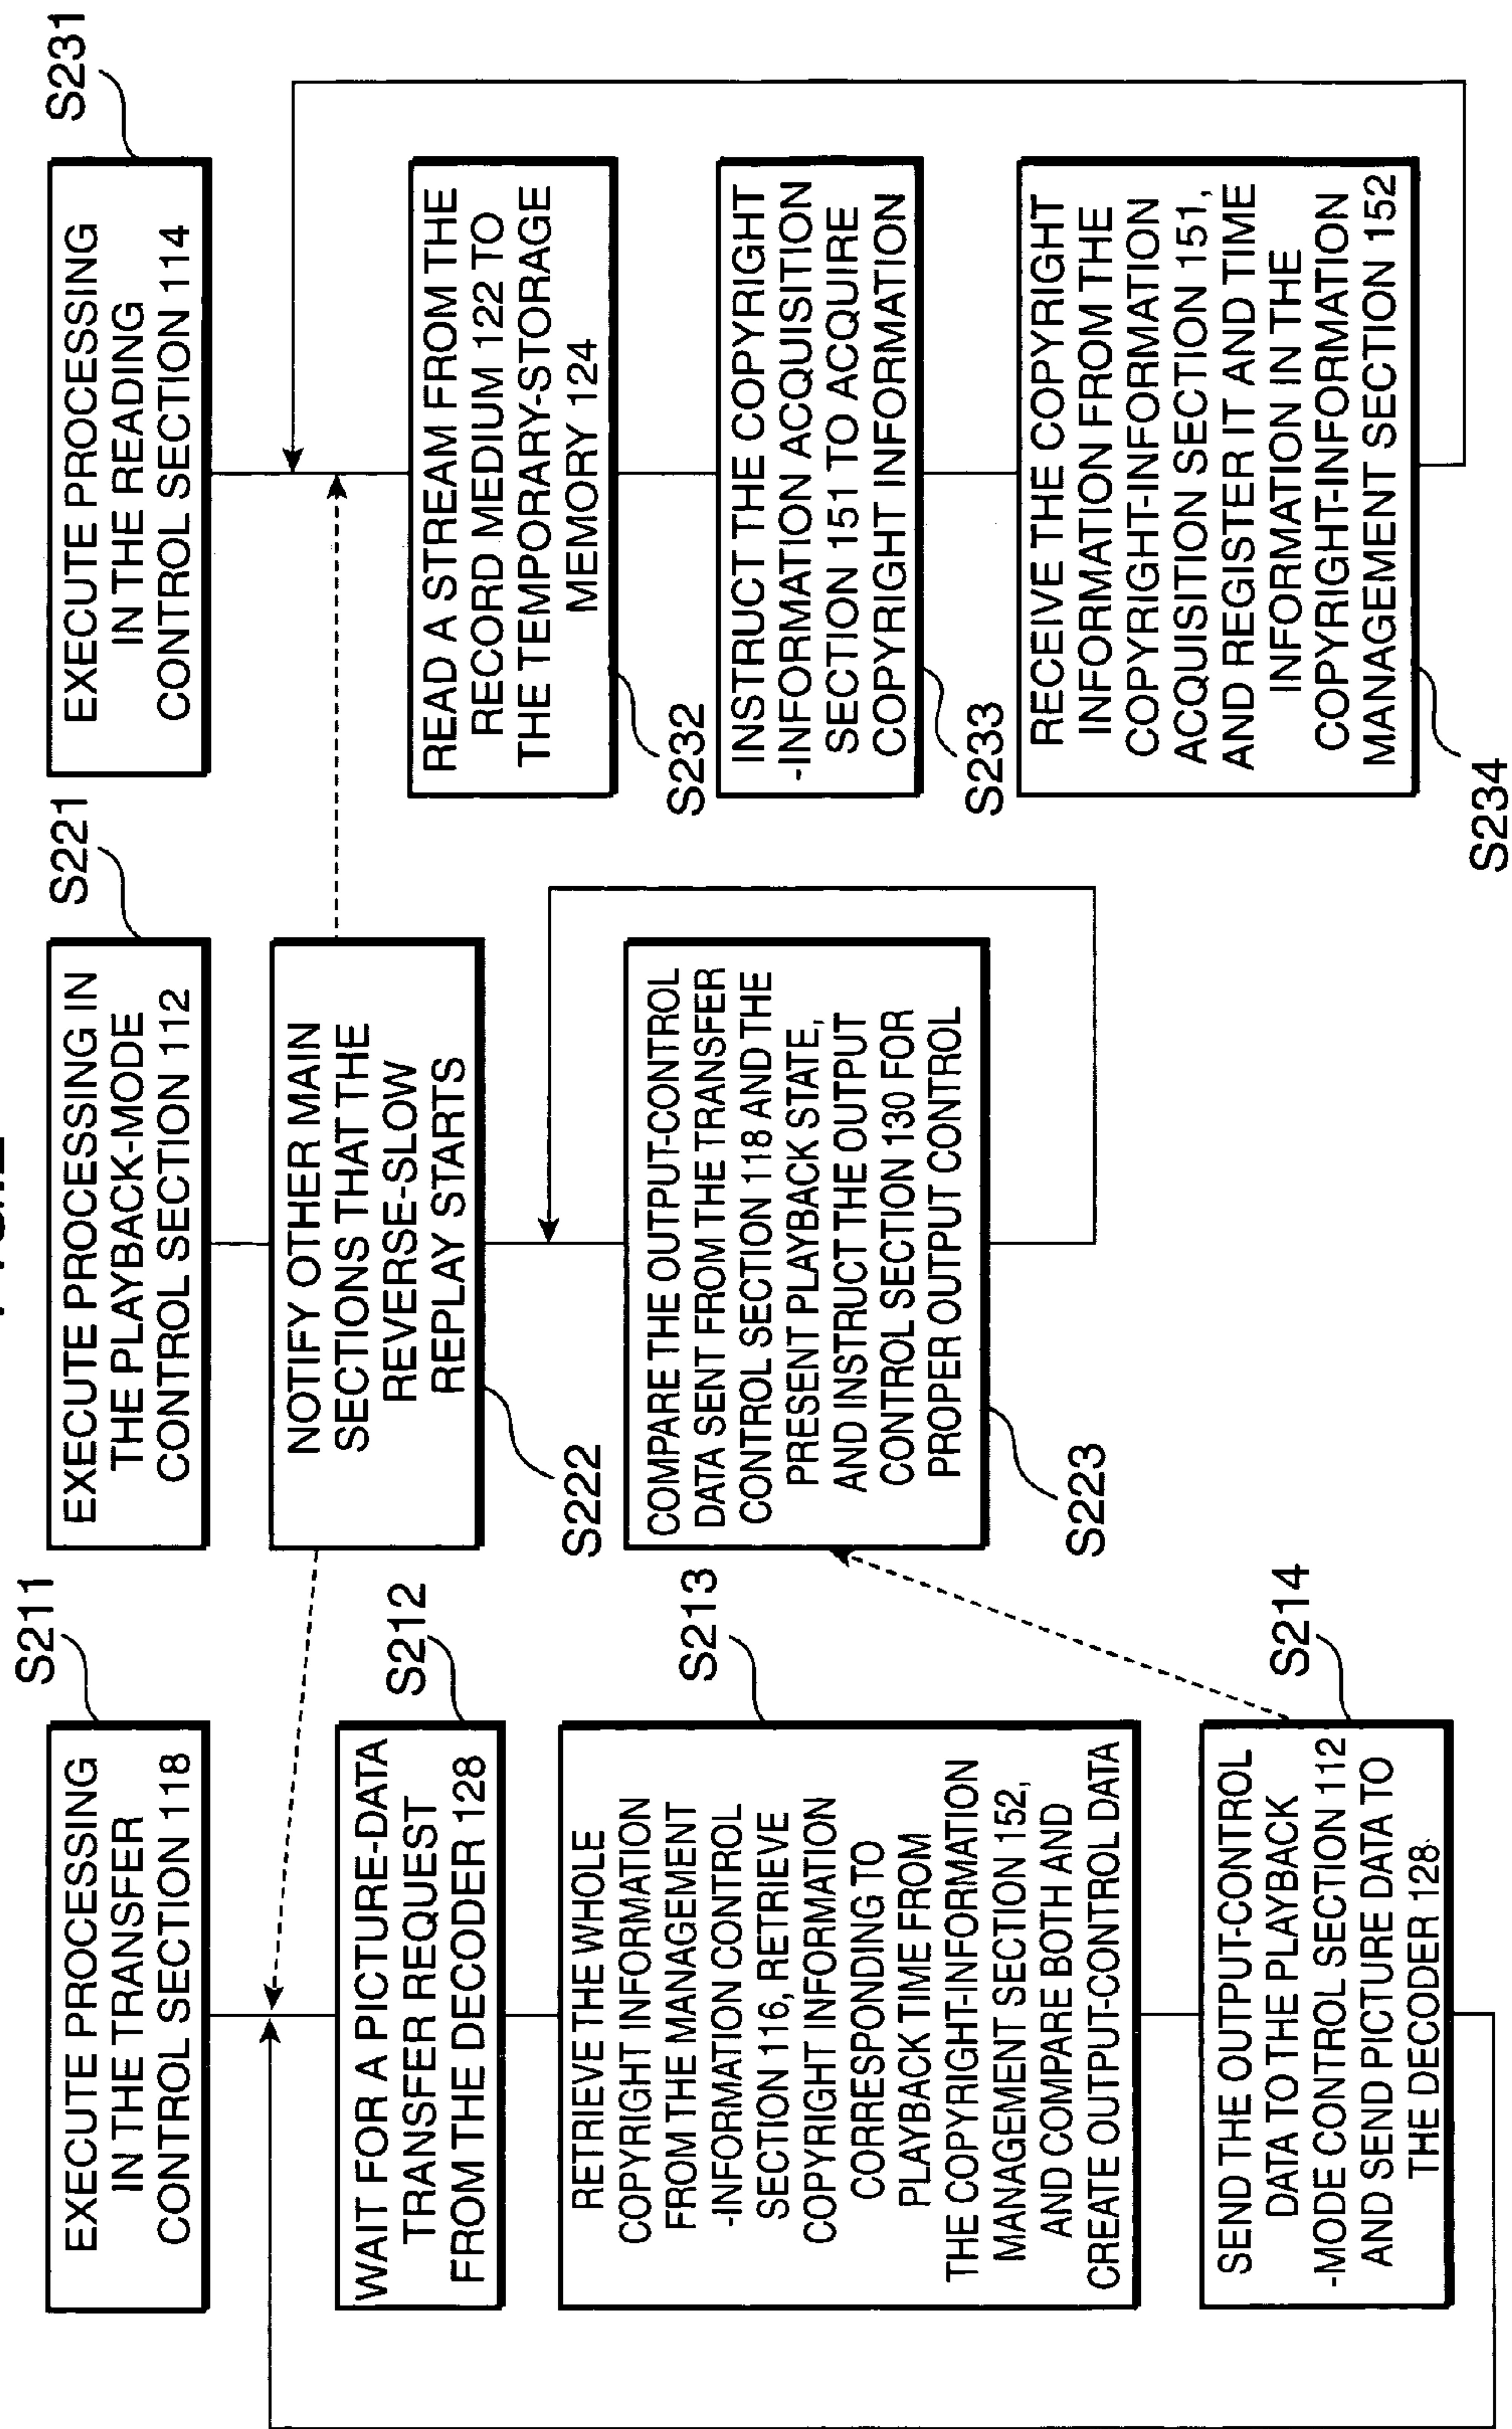 S211
EXECUTE PROCESSING
IN THE TRANSFER
CONTROL SECTION 118
S212
WAIT FOR A PICTURE-DATA
TRANSFER REQUEST
FROM THE DECODER 128
S213
RETRIEVE THE WHOLE
COPYRIGHT INFORMATION
FROM THE MANAGEMENT
-INFORMATION CONTROL
SECTION 116, RETRIEVE
COPYRIGHT INFORMATION
CORRESPONDING TO
PLAYBACK TIME FROM
THE COPYRIGHT-INFORMATION
MANAGEMENT SECTION 152,
AND COMPARE BOTH AND
CREATE OUTPUT-CONTROL DATA
S214
SEND THE OUTPUT-CONTROL
DATA TO THE PLAYBACK
-MODE CONTROL SECTION 112
AND SEND PICTURE DATA TO
THE DECODER 128.
S221
EXECUTE PROCESSING IN
THE PLAYBACK-MODE
CONTROL SECTION 112
NOTIFY OTHER MAIN
SECTIONS THAT THE
REVERSE-SLOW
REPLAY STARTS
S222
COMPARE THE OUTPUT-CONTROL
DATA SENT FROM THE TRANSFER
CONTROL SECTION 118 AND THE
PRESENT PLAYBACK STATE,
AND INSTRUCT THE OUTPUT
CONTROL SECTION 130 FOR
PROPER OUTPUT CONTROL
S223
S231
EXECUTE PROCESSING
IN THE READING
CONTROL SECTION 114
READ A STREAM FROM THE
RECORD MEDIUM 122 TO
THE TEMPORARY-STORAGE
MEMORY 124
S232
INSTRUCT THE COPYRIGHT
-INFORMATION ACQUISITION
SECTION 151 TO ACQUIRE
COPYRIGHT INFORMATION
S233
RECEIVE THE COPYRIGHT
INFORMATION FROM THE
COPYRIGHT-INFORMATION
ACQUISITION SECTION 151,
AND REGISTER IT AND TIME
INFORMATION IN THE
COPYRIGHT-INFORMATION
MANAGEMENT SECTION 152
S234